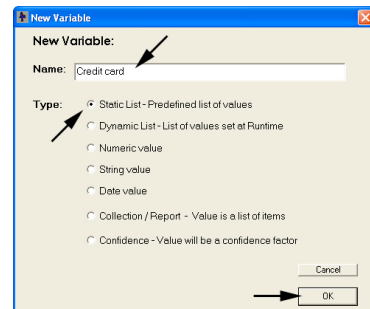 New Variable
New Variable:
Name: Credit card
Type: Static List - Predefined list of values
Dynamic List - List of values set at Runtime
Numeric value
String value
Date value
Collection / Report - Value is a list of items
Confidence - Value will be a confidence factor
Cancel
OK